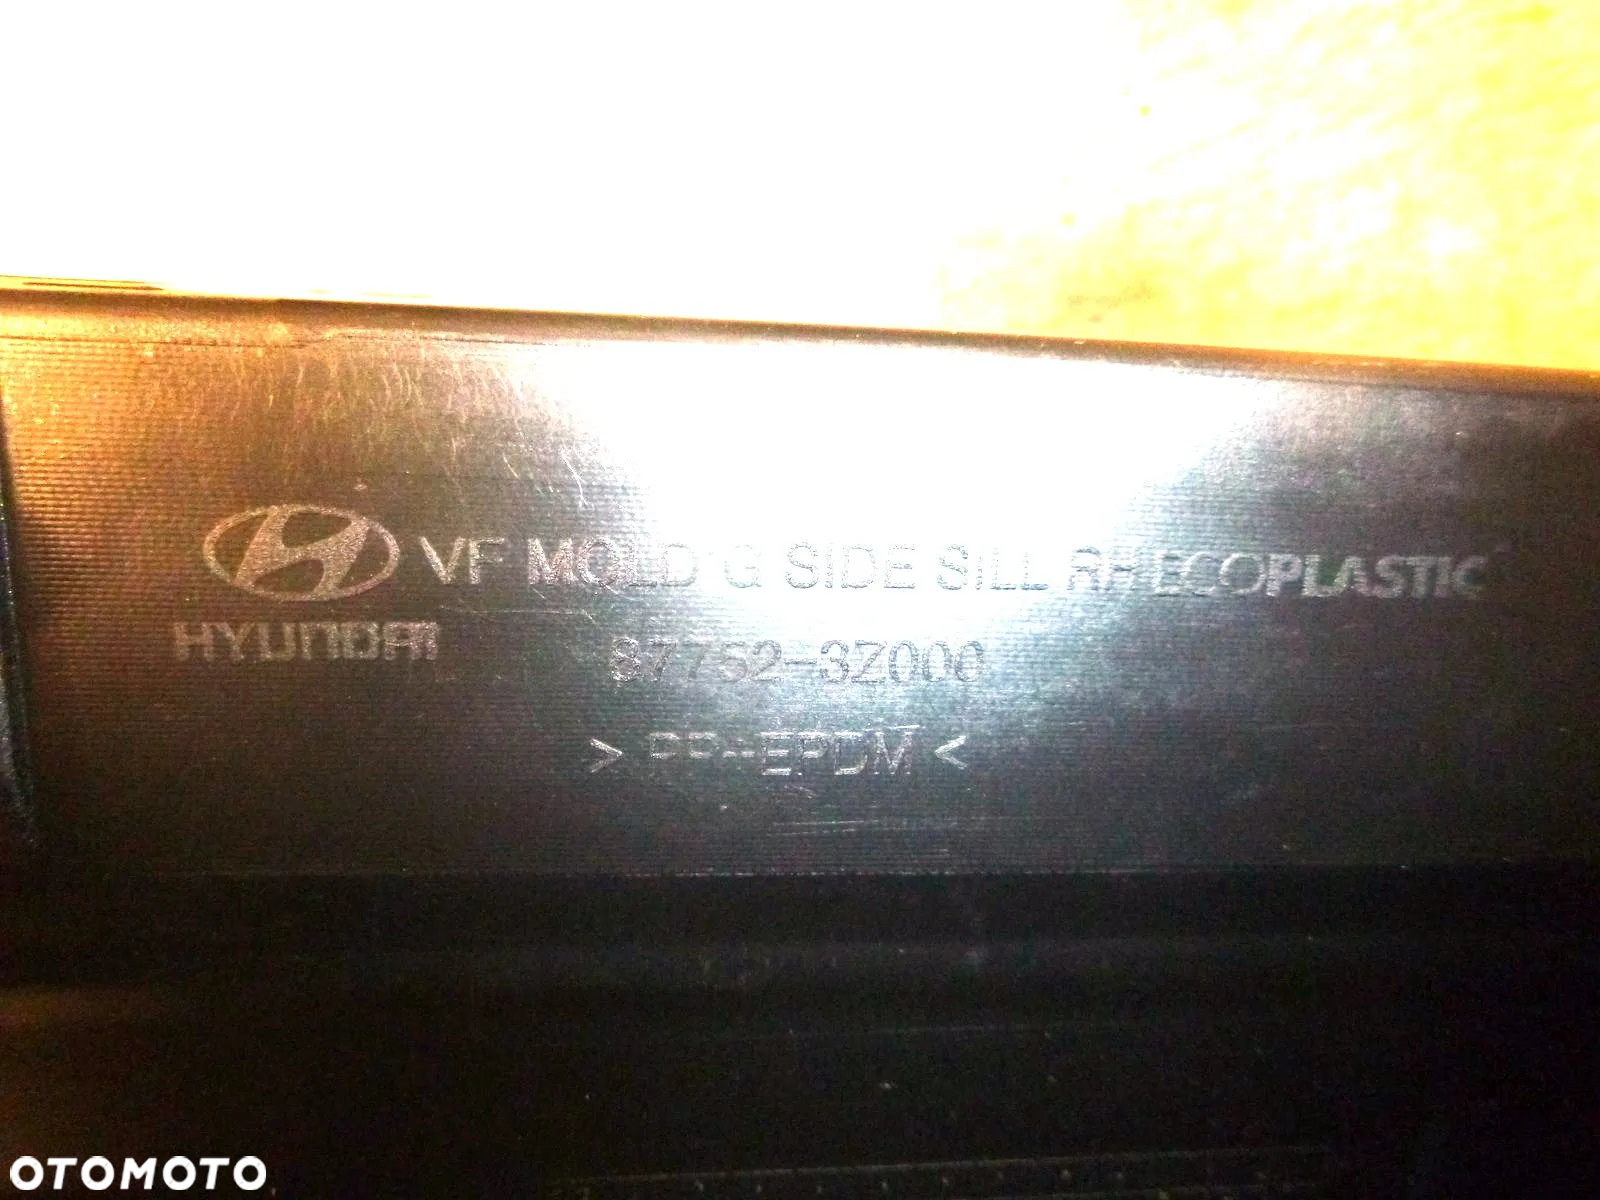 VF MOLD'G SIDE SILL RH ECOPLASTIC
HYUNDAI
87752-3Z000
> PP-EPDM <
OTOMOTO